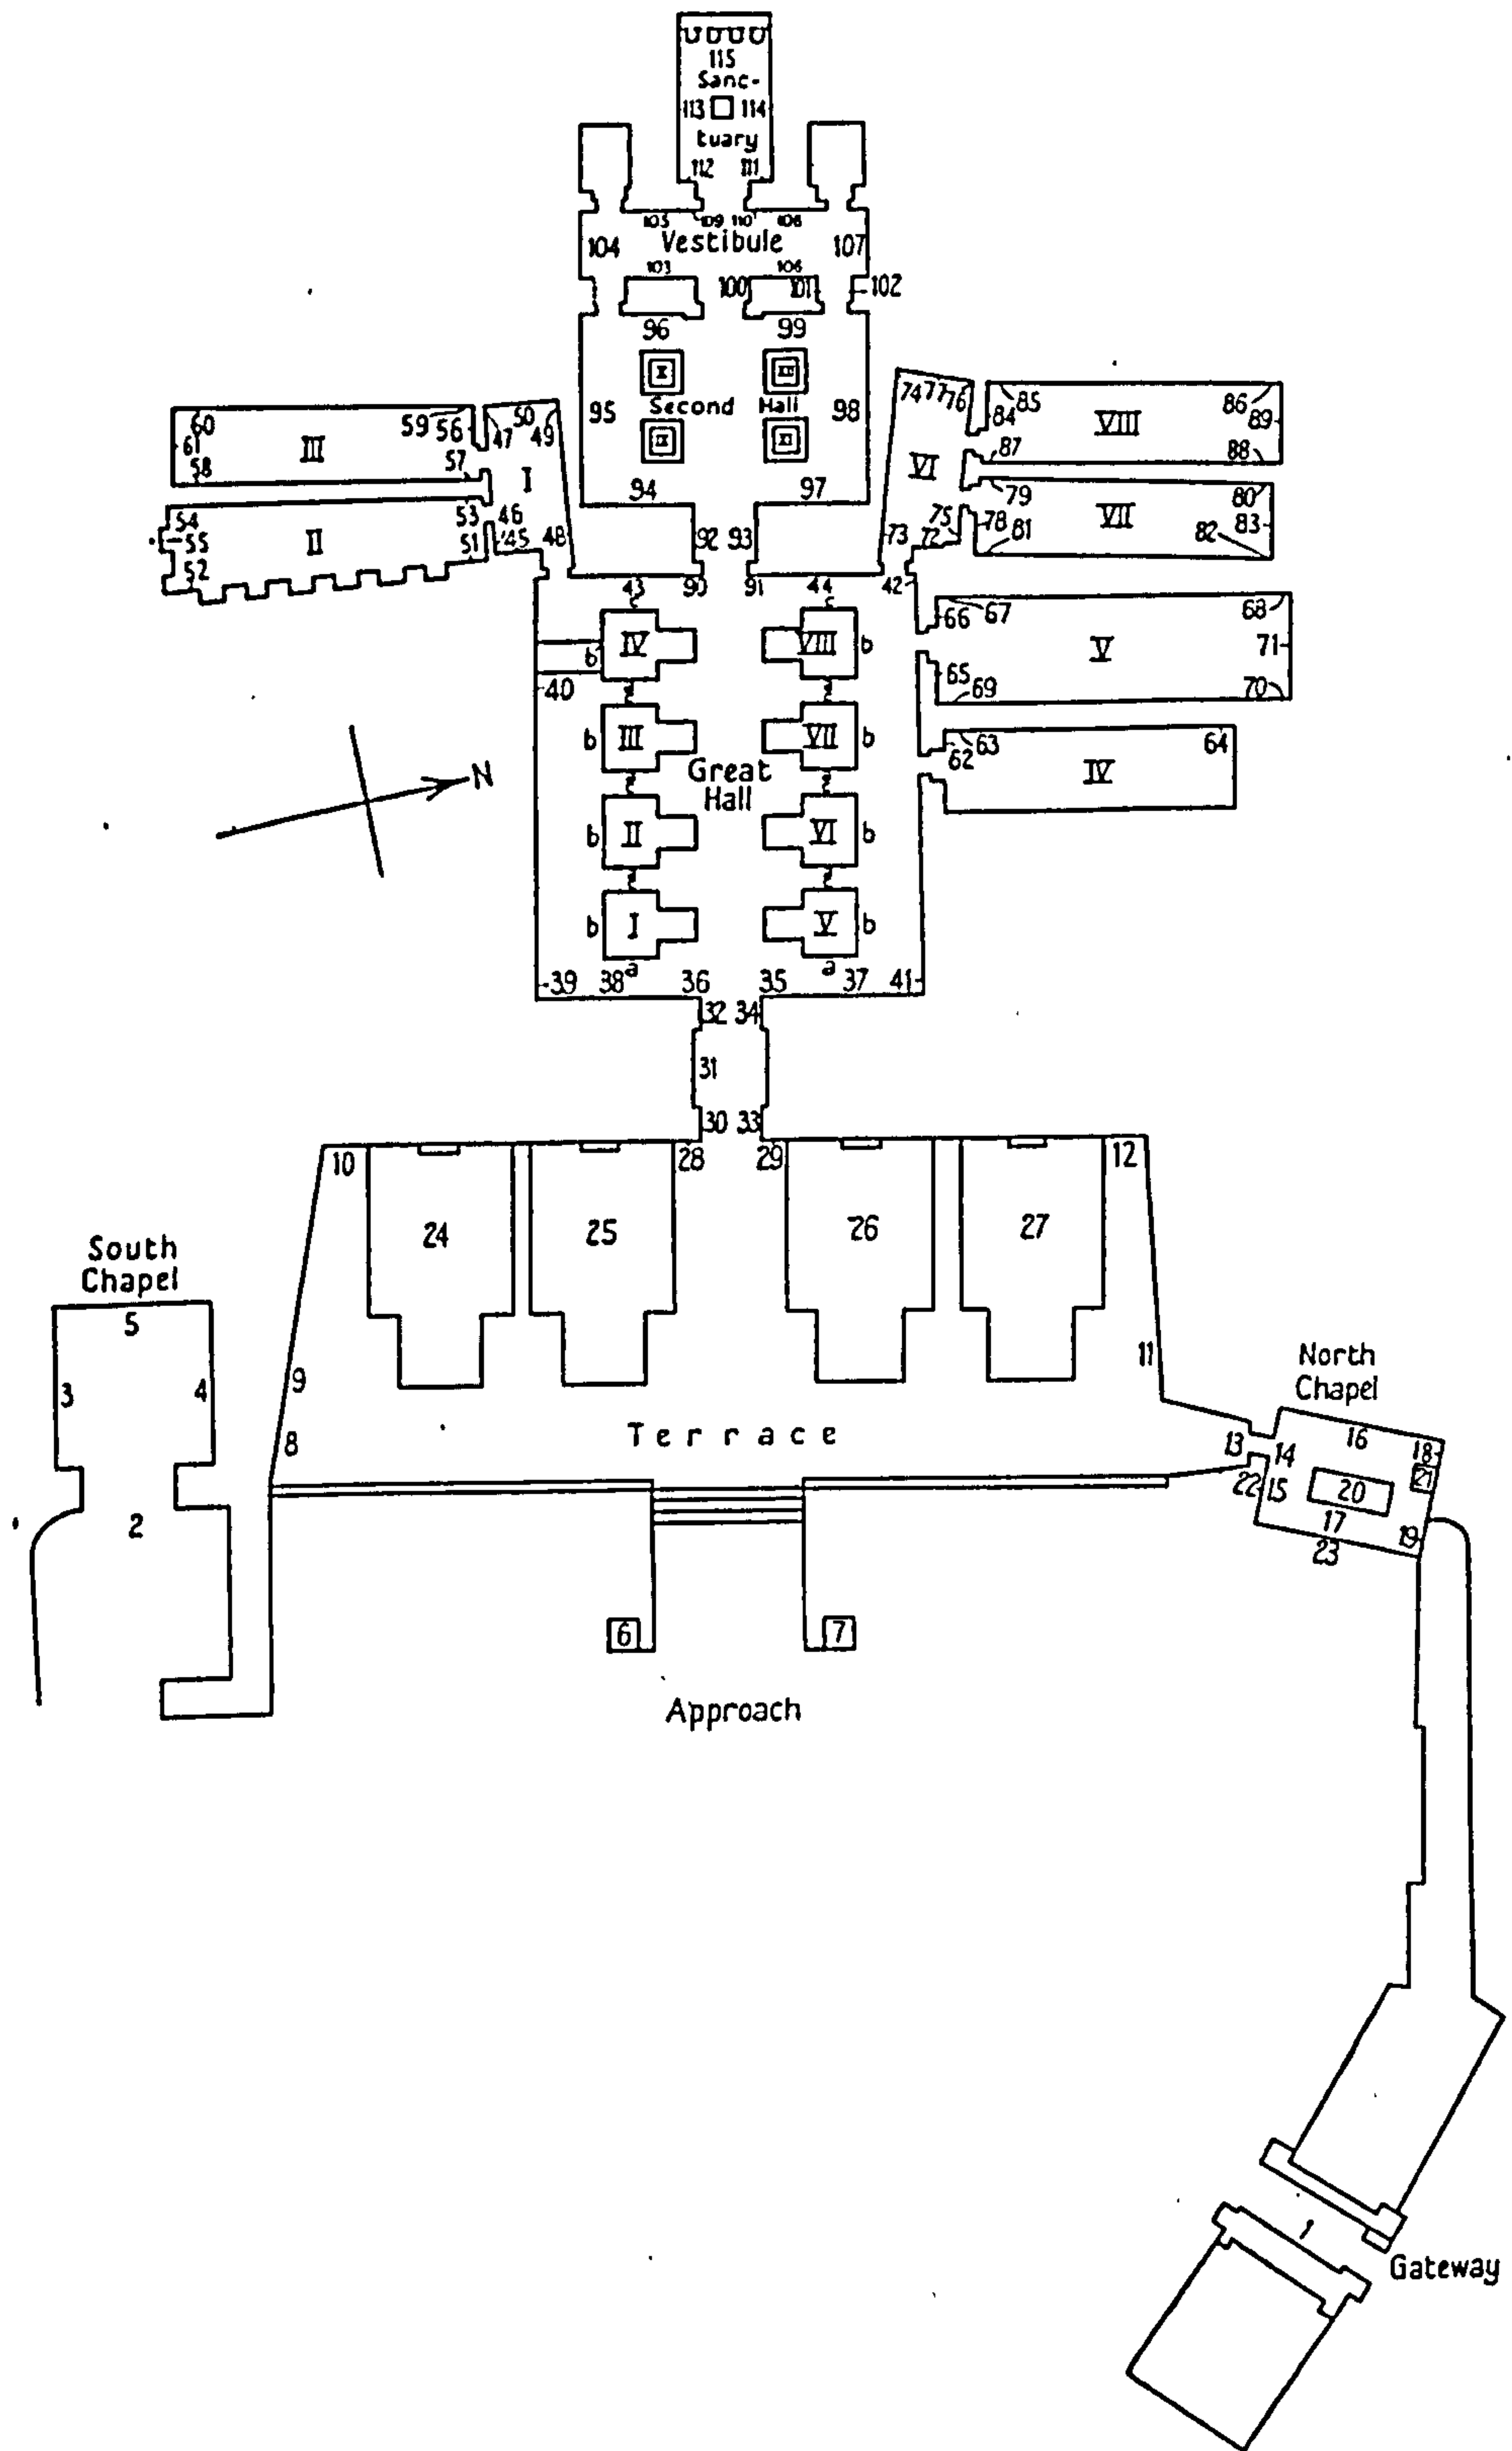 115
Sanc-
113 114
tuary
112 111
105 109 110 108
104 Vestibule 107
103 100 106 101 102
96 99
X XII
95 Second Hall 98
IX XI
94 97
92 93
60 59 56 47 50 49
61 III
58 57 I
54 53 46 45 48
55 II 51
52
74 77 76 85 86
84 VIII 89
VI 87 88
79 80
75 78 VII 83
73 72 81 82
43 90 91 44 42
66 67 68
IV VIII b
b V 71
40 65 69 70
b III VII b
63 64
62 IV
Great
Hall
N
b II VI b
b I V b
a a
39 38 36 35 37 41
32 34
31
30 33
10 28 29 12
24 25 26 27
South
Chapel
5
3 4
2
9 11
8 Terrace
North
Chapel
13 14 16 18
22 15 20 21
17 19
23
6 7
Approach
1
Gateway